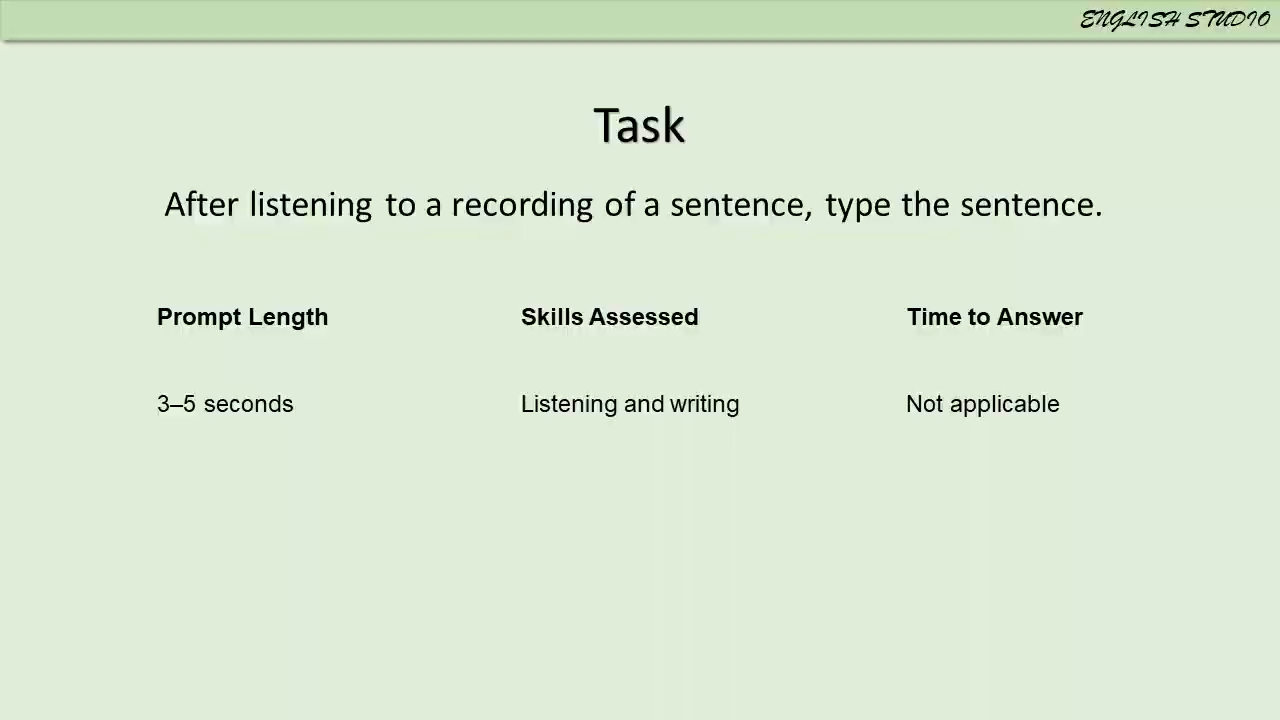 ENGLISH STUDIO
Task
After listening to a recording of a sentence, type the sentence.
Prompt Length Skills Assessed Time to Answer
3–5 seconds Listening and writing Not applicable